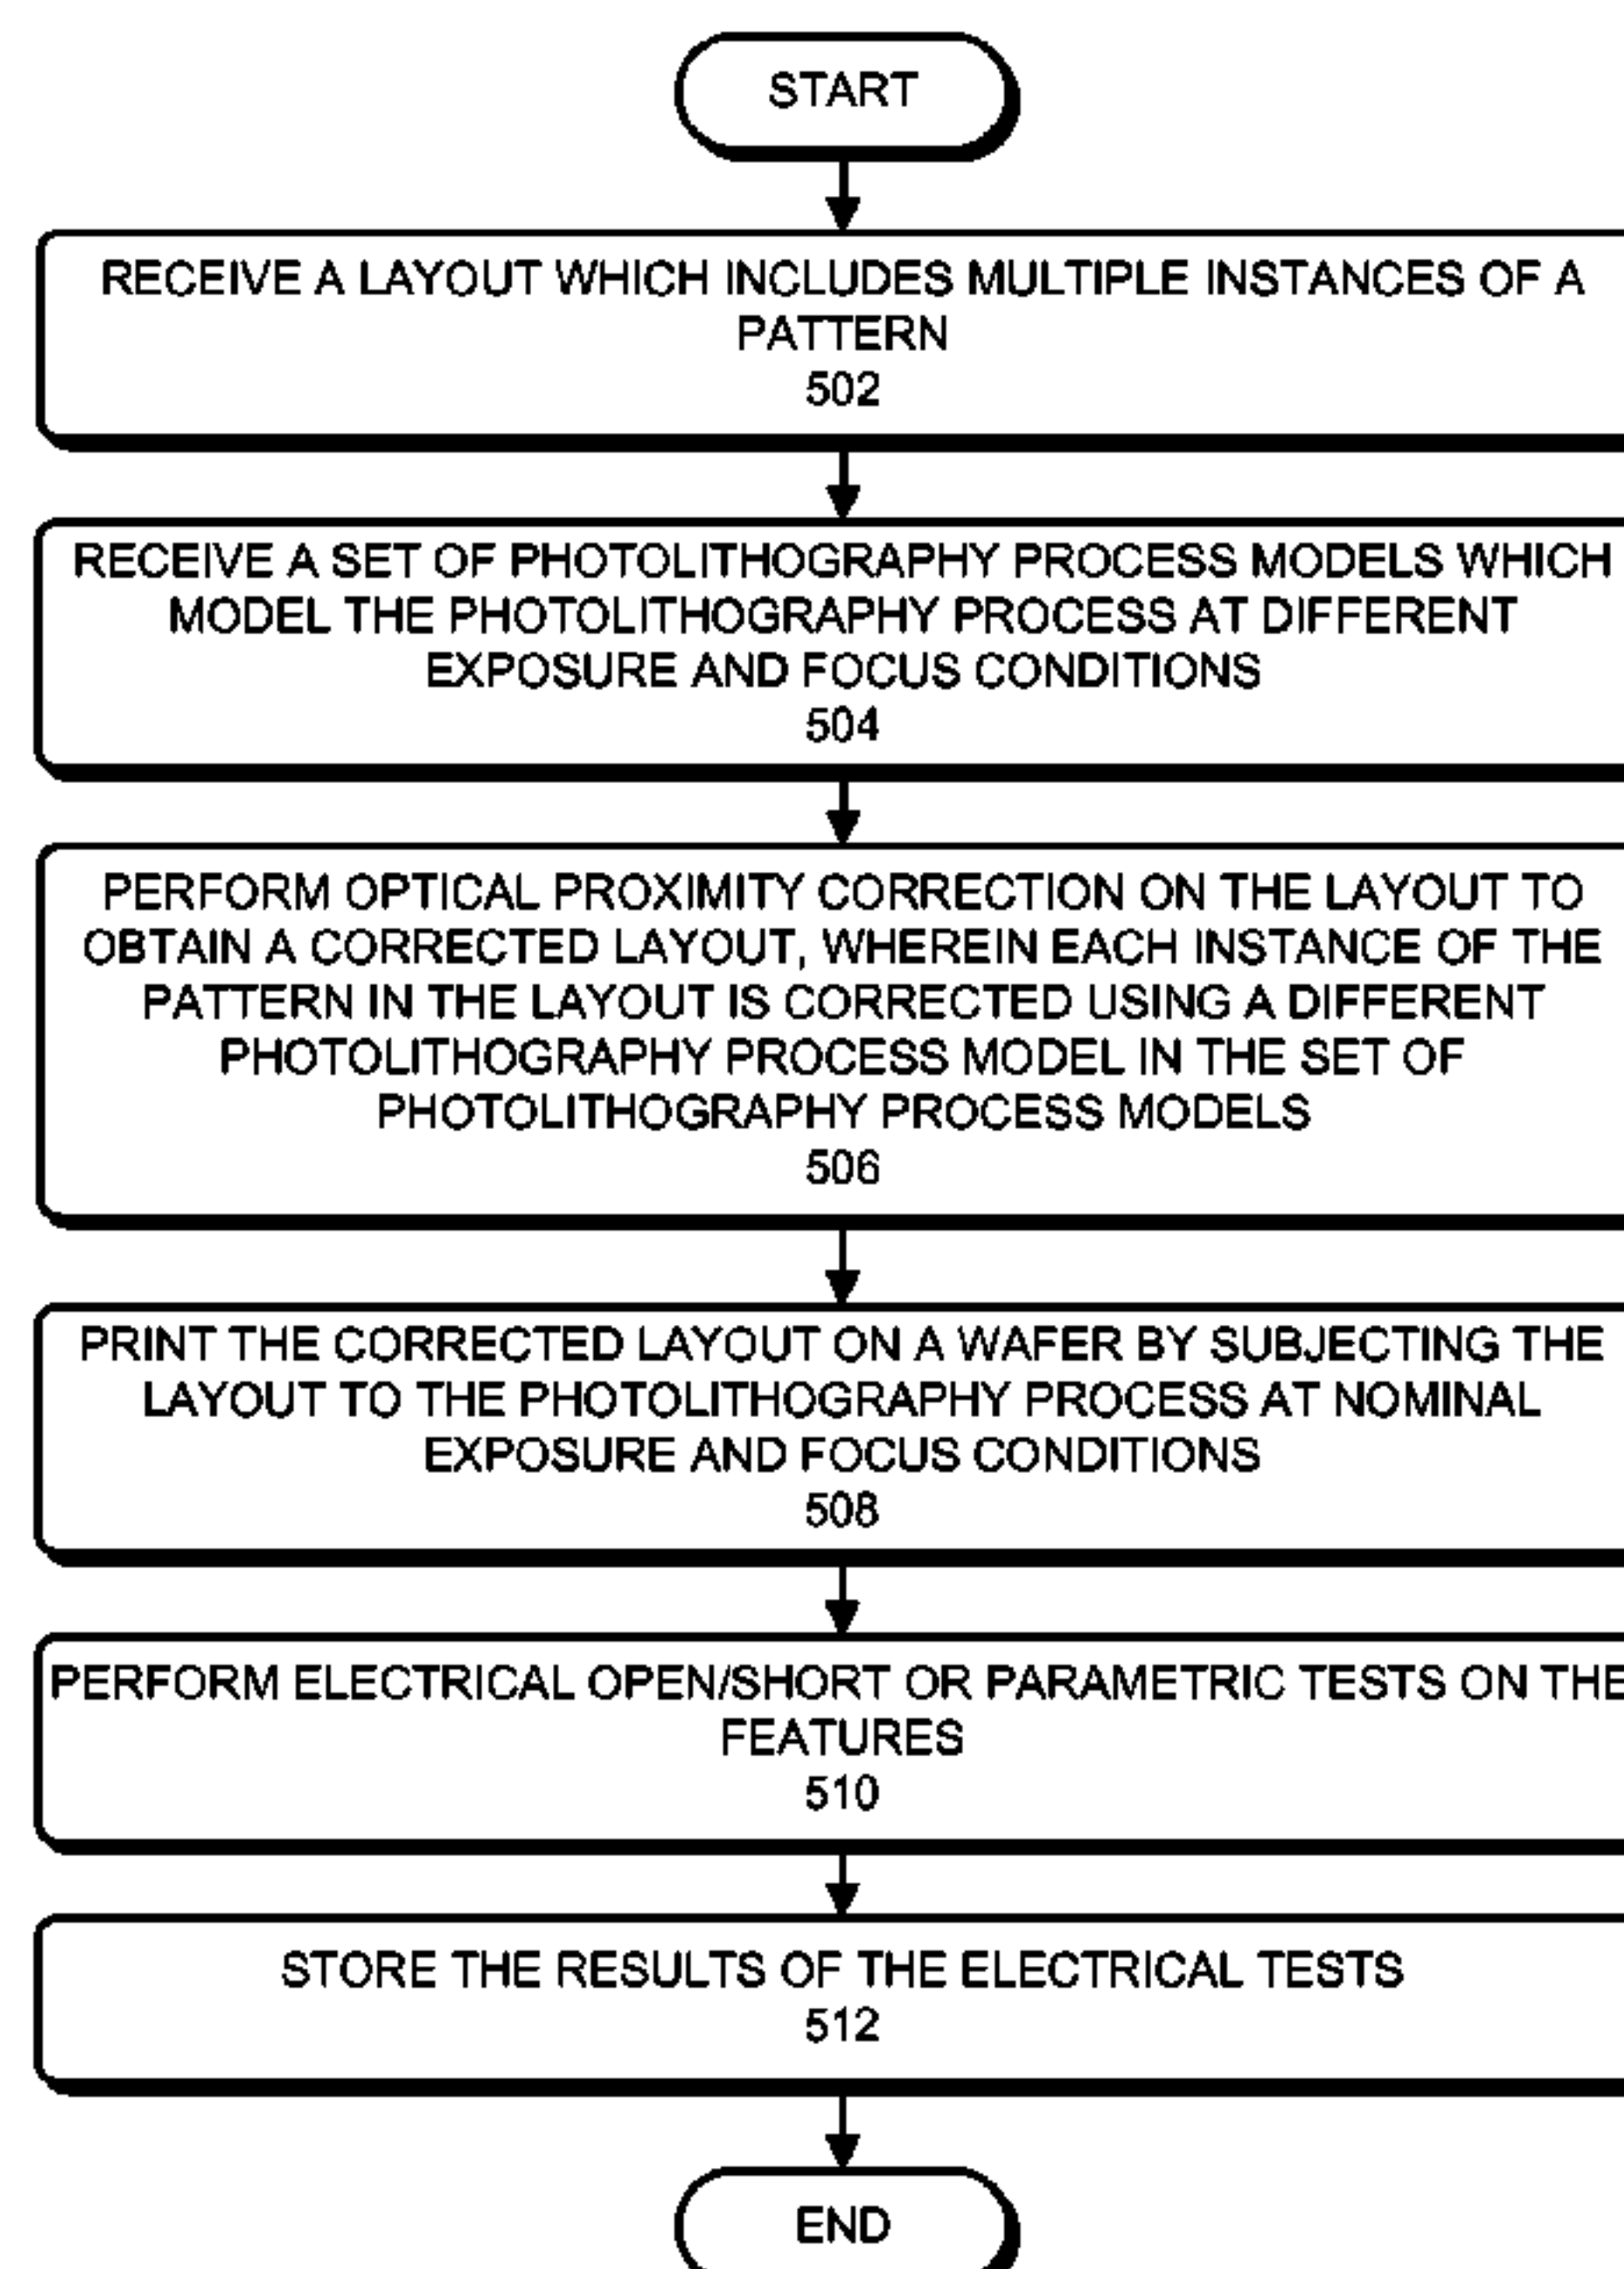 START
RECEIVE A LAYOUT WHICH INCLUDES MULTIPLE INSTANCES OF A
PATTERN
502
RECEIVE A SET OF PHOTOLITHOGRAPHY PROCESS MODELS WHICH
MODEL THE PHOTOLITHOGRAPHY PROCESS AT DIFFERENT
EXPOSURE AND FOCUS CONDITIONS
504
PERFORM OPTICAL PROXIMITY CORRECTION ON THE LAYOUT TO
OBTAIN A CORRECTED LAYOUT, WHEREIN EACH INSTANCE OF THE
PATTERN IN THE LAYOUT IS CORRECTED USING A DIFFERENT
PHOTOLITHOGRAPHY PROCESS MODEL IN THE SET OF
PHOTOLITHOGRAPHY PROCESS MODELS
506
PRINT THE CORRECTED LAYOUT ON A WAFER BY SUBJECTING THE
LAYOUT TO THE PHOTOLITHOGRAPHY PROCESS AT NOMINAL
EXPOSURE AND FOCUS CONDITIONS
508
PERFORM ELECTRICAL OPEN/SHORT OR PARAMETRIC TESTS ON THE
FEATURES
510
STORE THE RESULTS OF THE ELECTRICAL TESTS
512
END